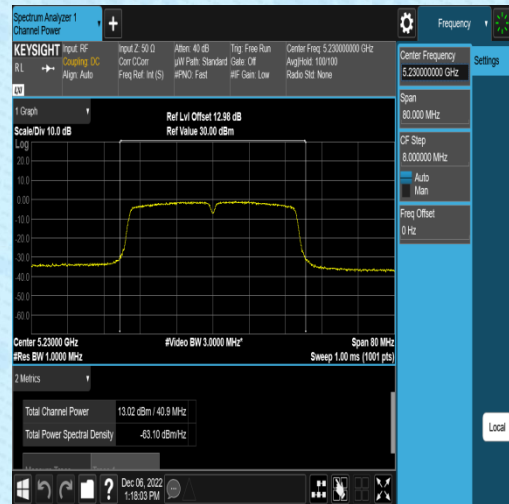 Spectrum Analyzer 1
Channel Power
Frequency
KEYSIGHT
Input: RF
Coupling: DC
Align: Auto
Input Z: 50 Ω
Corr CCorr
Freq Ref: Int (S)
Atten: 40 dB
µW Path: Standard
#PNO: Fast
Trig: Free Run
Gate: Off
#IF Gain: Low
Center Freq: 5.230000000 GHz
Avg|Hold: 100/100
Radio Std: None
R L
LXI
Center Frequency
5.230000000 GHz
Settings
Span
80.000 MHz
CF Step
8.000000 MHz
Auto
Man
Freq Offset
0 Hz
1 Graph
Scale/Div 10.0 dB
Ref Lvl Offset 12.98 dB
Ref Value 30.00 dBm
Log
20.0
10.0
0.00
-10.0
-20.0
-30.0
-40.0
-50.0
-60.0
Center 5.23000 GHz
#Res BW 1.0000 MHz
#Video BW 3.0000 MHz*
Span 80 MHz
Sweep 1.00 ms (1001 pts)
2 Metrics
Total Channel Power
13.02 dBm / 40.9 MHz
Total Power Spectral Density
-63.10 dBm/Hz
Local
Dec 06, 2022
1:18:03 PM